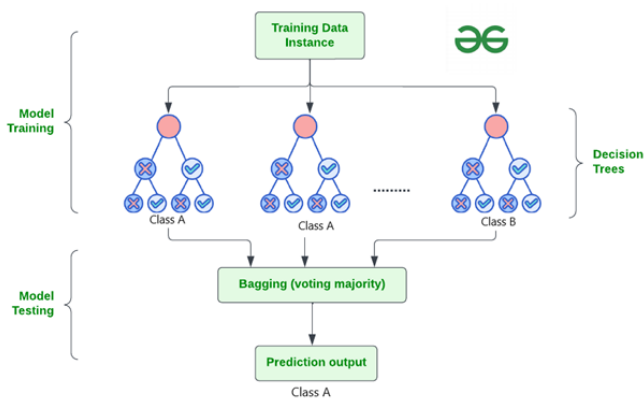 Training Data
Instance
Model
Training
Decision
Trees
.........
Class A
Class A
Class B
Bagging (voting majority)
Model
Testing
Prediction output
Class A